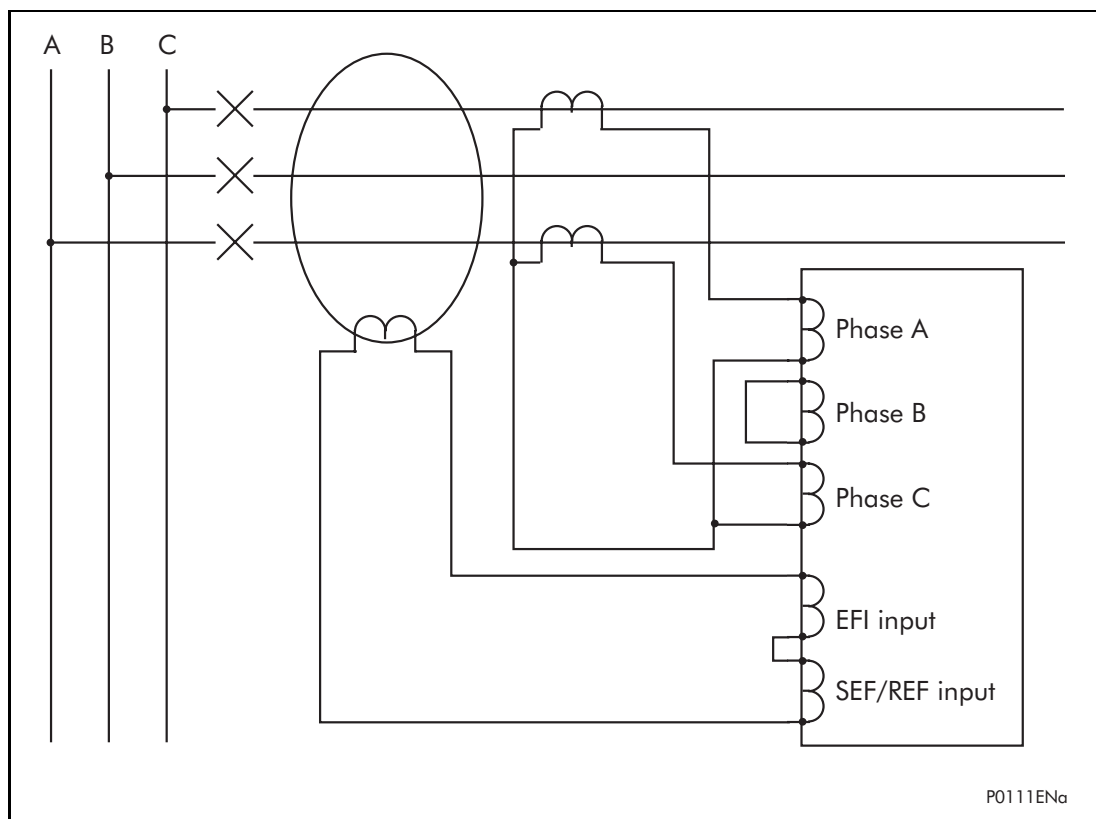 A B C
Phase A
Phase B
Phase C
EFI input
SEF/REF input
P0111ENa